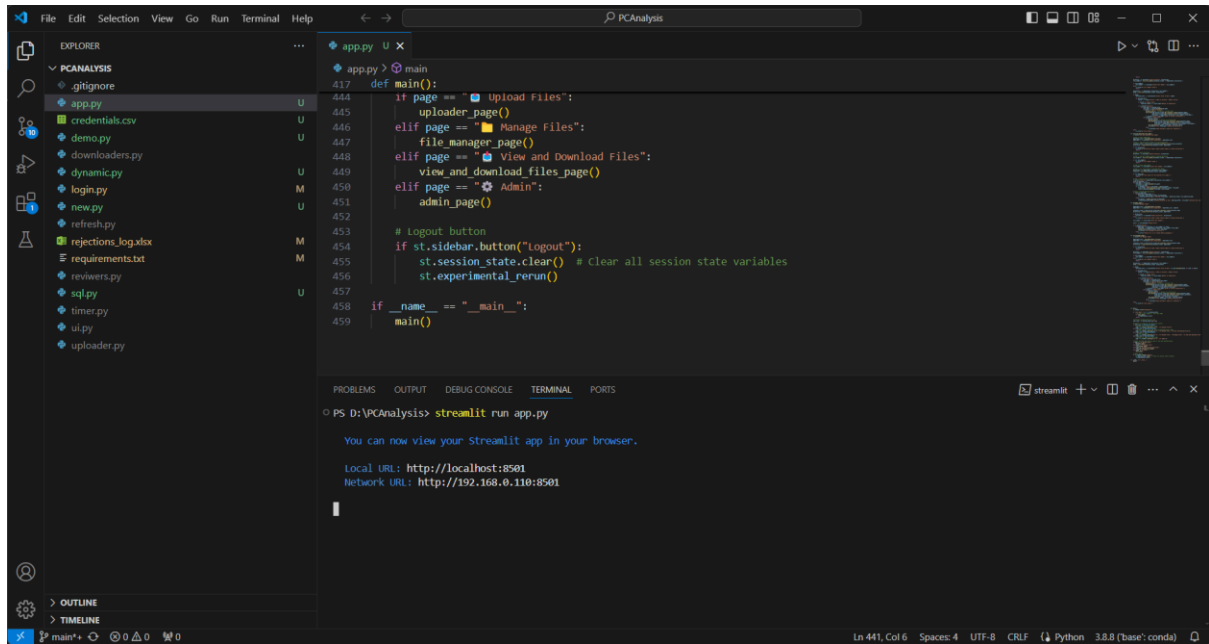 File Edit Selection View Go Run Terminal Help
PCAnalysis
EXPLORER
PCANALYSIS
.gitignore
app.py U
credentials.csv U
demo.py U
downloaders.py
dynamic.py U
login.py M
new.py U
refresh.py
rejections_log.xlsx M
requirements.txt M
reviwers.py
sql.py U
timer.py
ui.py
uploader.py
OUTLINE
TIMELINE
10
1
app.py U
app.py > main
417 def main():
444 if page == "📤 Upload Files":
445 uploader_page()
446 elif page == "📁 Manage Files":
447 file_manager_page()
448 elif page == "📥 View and Download Files":
449 view_and_download_files_page()
450 elif page == "⚙️ Admin":
451 admin_page()
452
453 # Logout button
454 if st.sidebar.button("Logout"):
455 st.session_state.clear() # Clear all session state variables
456 st.experimental_rerun()
457
458 if __name__ == "__main__":
459 main()
PROBLEMS OUTPUT DEBUG CONSOLE TERMINAL PORTS
streamlit
PS D:\PCAnalysis> streamlit run app.py
You can now view your Streamlit app in your browser.
Local URL: http://localhost:8501
Network URL: http://192.168.0.110:8501
main*+ 0 0 0 Ln 441, Col 6 Spaces: 4 UTF-8 CRLF Python 3.8.8 ('base': conda)